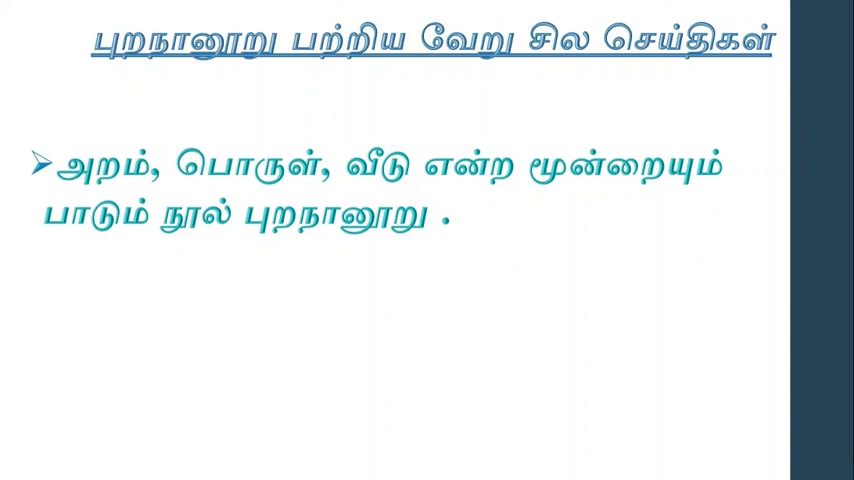 புறநானூறு பற்றிய வேறு சில செய்திகள்
அறம், பொருள், வீடு என்ற மூன்றையும்
பாடும் நூல் புறநானூறு .